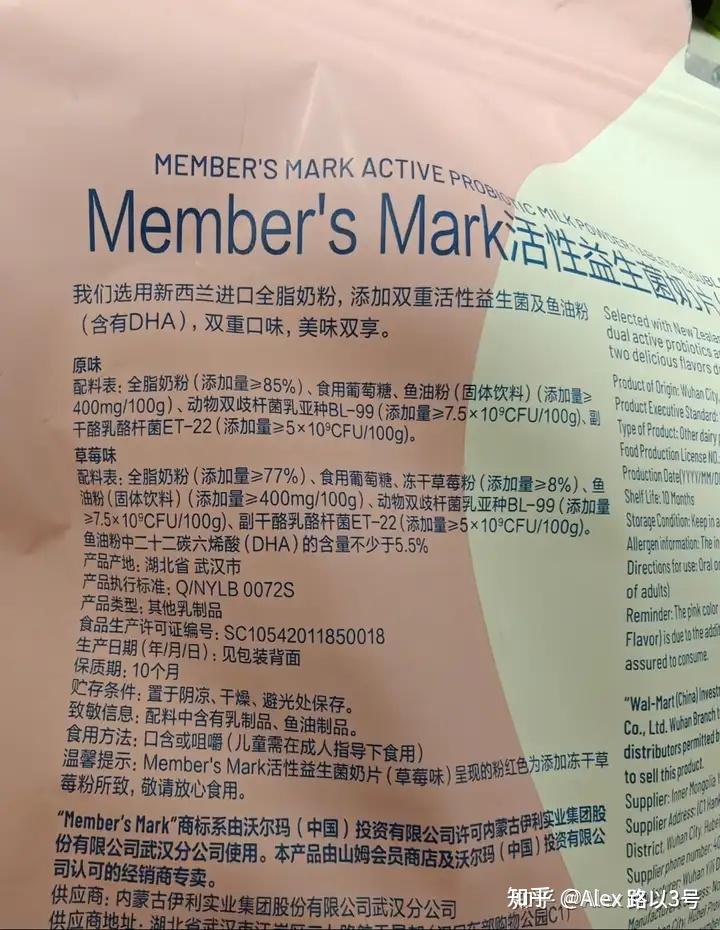 MEMBER'S MARK ACTIVE PROBIOTIC MILK POWDER TABLETS
Member's Mark活性益生菌奶片
我们选用新西兰进口全脂奶粉，添加双重活性益生菌及鱼油粉
（含有DHA），双重口味，美味双享。
原味
配料表：全脂奶粉（添加量≥85%）、食用葡萄糖、鱼油粉（固体饮料）（添加量≥
400mg/100g）、动物双歧杆菌乳亚种BL-99（添加量≥7.5×10⁹CFU/100g)、副
干酪乳酪杆菌ET-22（添加量≥5×10⁹CFU/100g)。
草莓味
配料表：全脂奶粉（添加量≥77%）、食用葡萄糖、冻干草莓粉（添加量≥8%）、鱼
油粉（固体饮料）（添加量≥400mg/100g）、动物双歧杆菌乳亚种BL-99（添加量
≥7.5×10⁹CFU/100g)、副干酪乳酪杆菌ET-22（添加量≥5×10⁹CFU/100g)。
鱼油粉中二十二碳六烯酸（DHA）的含量不少于5.5%
产品产地：湖北省 武汉市
产品执行标准：Q/NYLB 0072S
产品类型：其他乳制品
食品生产许可证编号：SC10542011850018
生产日期（年/月/日）：见包装背面
保质期：10个月
贮存条件：置于阴凉、干燥、避光处保存。
致敏信息：配料中含有乳制品、鱼油制品。
食用方法：口含或咀嚼（儿童需在成人指导下食用）
温馨提示：Member's Mark活性益生菌奶片（草莓味）呈现的粉红色为添加冻干草
莓粉所致，敬请放心食用。
“Member's Mark”商标系由沃尔玛（中国）投资有限公司许可内蒙古伊利实业集团股
份有限公司武汉分公司使用。本产品由山姆会员商店及沃尔玛（中国）投资有限公
司认可的经销商专卖。
供应商：内蒙古伊利实业集团股份有限公司武汉分公司
供应商地址：湖北省武汉市
Selected with New Zealan
dual active probiotics a
two delicious flavors d
Product of Origin: Wuhan City,
Product Executive Standard:
Type of Product: Other dairy
Food Production License NO.:
Production Date(YYYY/MM/D
Shelf Life: 10 Months
Storage Condition: Keep in a
Allergen information: The in
Directions for use: Oral o
of adults)
Reminder: The pink color
Flavor) is due to the addit
assured to consume.
“Wal-Mart (China) Invest
Co., Ltd. Wuhan Branch t
distributors permitted b
to sell this product.
Supplier: Inner Mongolia
Supplier Address: (C1 Han
District, Wuhan City, Hube
Supplier phone number: 40
知乎 @Alex 路以3号